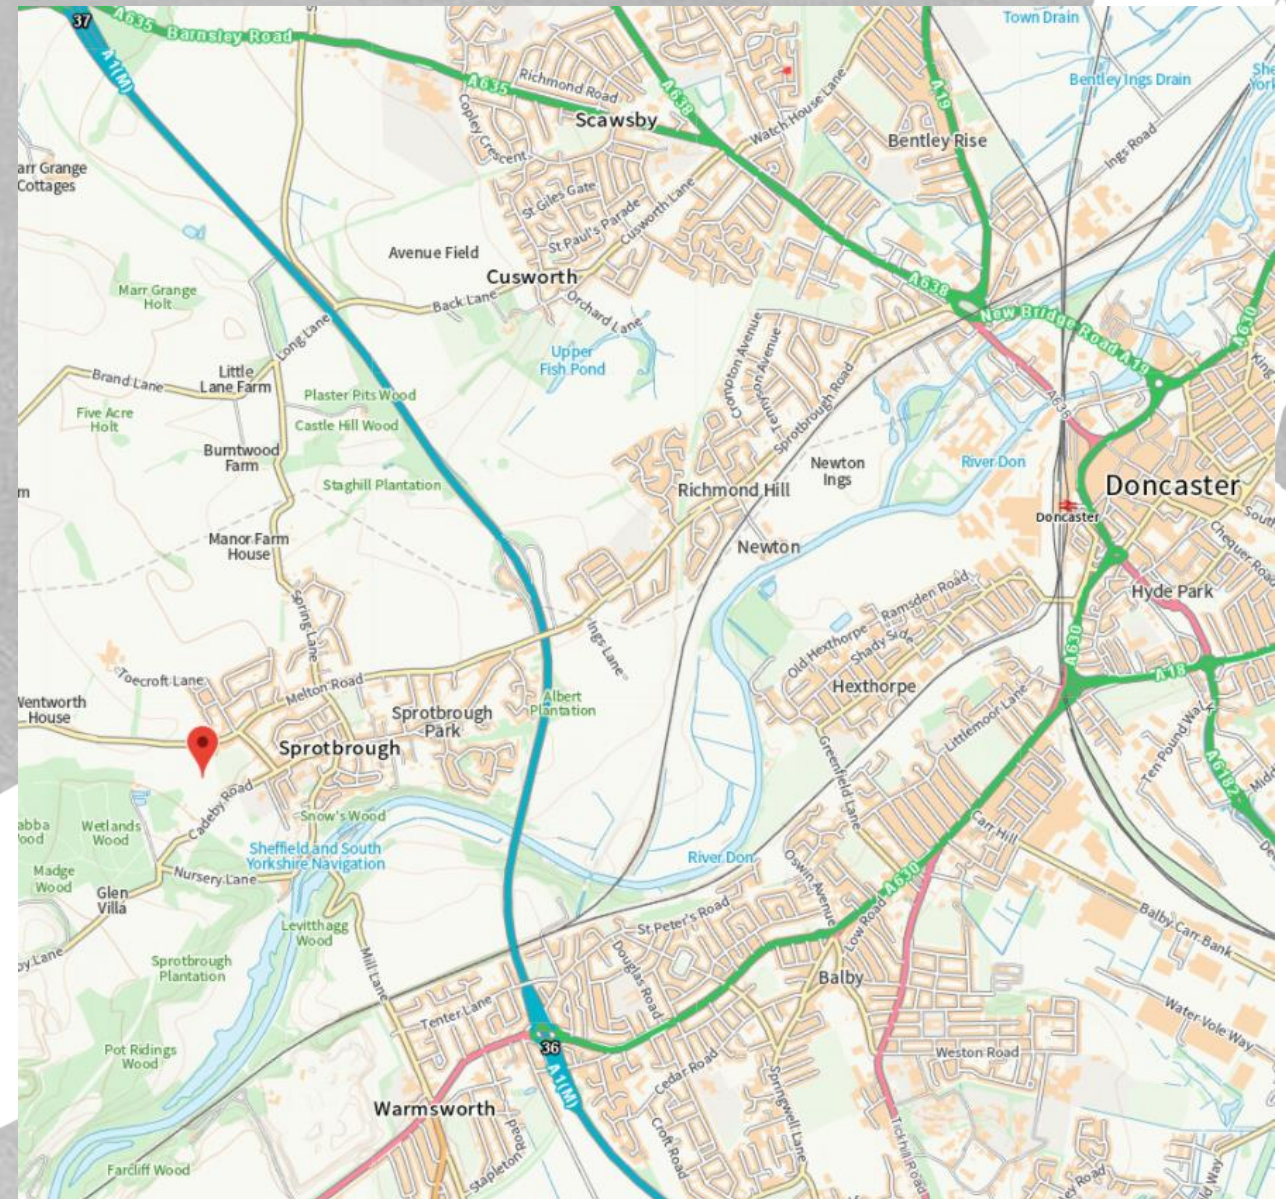 37
A635
Barnsley Road
A1(M)
A635
Richmond Road
Copley Crescent
Scawsby
A638
Watch House Lane
A19
Bentley Rise
Town Drain
Bentley Ings Drain
Ings Road
arr Grange
Cottages
St Giles Gate
St Paul's Parade
Cusworth Lane
Avenue Field
Cusworth
Back Lane
Orchard Lane
A638
New Bridge Road A19
A630
King
Marr Grange
Holt
Long Lane
Upper
Fish Pond
Crompton Avenue
Tennyson Avenue
Sprotbrough Road
A638
Brand Lane
Little
Lane Farm
Five Acre
Holt
Plaster Pits Wood
Castle Hill Wood
Burntwood
Farm
Staghill Plantation
m
Richmond Hill
Newton
Ings
River Don
Doncaster
Doncaster
South
Chequer Road
Manor Farm
House
Newton
Hyde Park
Spring Lane
Ings Lane
Ramsden Road
Old Hexthorpe
Shady Side
Hexthorpe
A630
A18
Toecroft Lane
Melton Road
Wentworth
House
Sprotbrough
Park
Albert
Plantation
Sprotbrough
Littlemoor Lane
Greenfield Lane
Ten Pound Walk
A6182
Cadeby Road
Snow's Wood
Carr Hill
Wetlands
Wood
Sheffield and South
Yorkshire Navigation
Madge
Wood
Nursery Lane
Glen
Villa
River Don
Oswin Avenue
A630
Low Road
St Peter's Road
Levitthagg
Wood
Mill Lane
Sprotbrough
Plantation
Douglas Road
Balby
Balby Carr Bank
Tenter Lane
Water Vole Way
36
A1(M)
Pot Ridings
Wood
Cedar Road
Springwell Lane
Weston Road
Warmsworth
Croft Road
Tickhill Road
Stapleton Road
Farcliff Wood